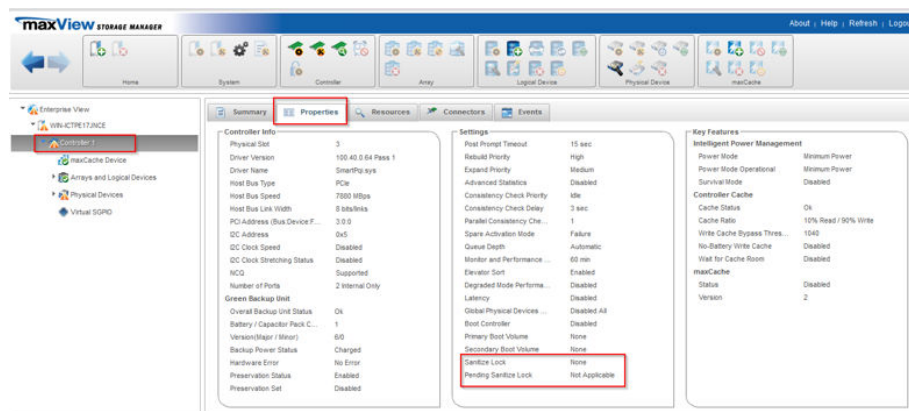 maxView STORAGE MANAGER
About | Help | Refresh | Logou
Home
System
Controller
Array
Logical Device
Physical Device
maxCache
Enterprise View
WIN-ICTPE17JNCE
Controller 1
maxCache Device
Arrays and Logical Devices
Physical Devices
Virtual SGPIO
Summary
Properties
Resources
Connectors
Events
Controller Info
Physical Slot 3
Driver Version 100.40.0.64 Pass 1
Driver Name SmartPqi.sys
Host Bus Type PCIe
Host Bus Speed 7880 MBps
Host Bus Link Width 8 bits/links
PCI Address (Bus:Device:F... 3:0:0
I2C Address 0x5
I2C Clock Speed Disabled
I2C Clock Stretching Status Disabled
NCQ Supported
Number of Ports 2 Internal Only
Green Backup Unit
Overall Backup Unit Status Ok
Battery / Capacitor Pack C... 1
Version(Major / Minor) 6/0
Backup Power Status Charged
Hardware Error No Error
Preservation Status Enabled
Preservation Set Disabled
Settings
Post Prompt Timeout 15 sec
Rebuild Priority High
Expand Priority Medium
Advanced Statistics Disabled
Consistency Check Priority Idle
Consistency Check Delay 3 sec
Parallel Consistency Che... 1
Spare Activation Mode Failure
Queue Depth Automatic
Monitor and Performance ... 60 min
Elevator Sort Enabled
Degraded Mode Performa... Disabled
Latency Disabled
Global Physical Devices ... Disabled All
Boot Controller Disabled
Primary Boot Volume None
Secondary Boot Volume None
Sanitize Lock None
Pending Sanitize Lock Not Applicable
Key Features
Intelligent Power Management
Power Mode Minimum Power
Power Mode Operational Minimum Power
Survival Mode Disabled
Controller Cache
Cache Status Ok
Cache Ratio 10% Read / 90% Write
Write Cache Bypass Thres... 1040
No-Battery Write Cache Disabled
Wait for Cache Room Disabled
maxCache
Status Disabled
Version 2